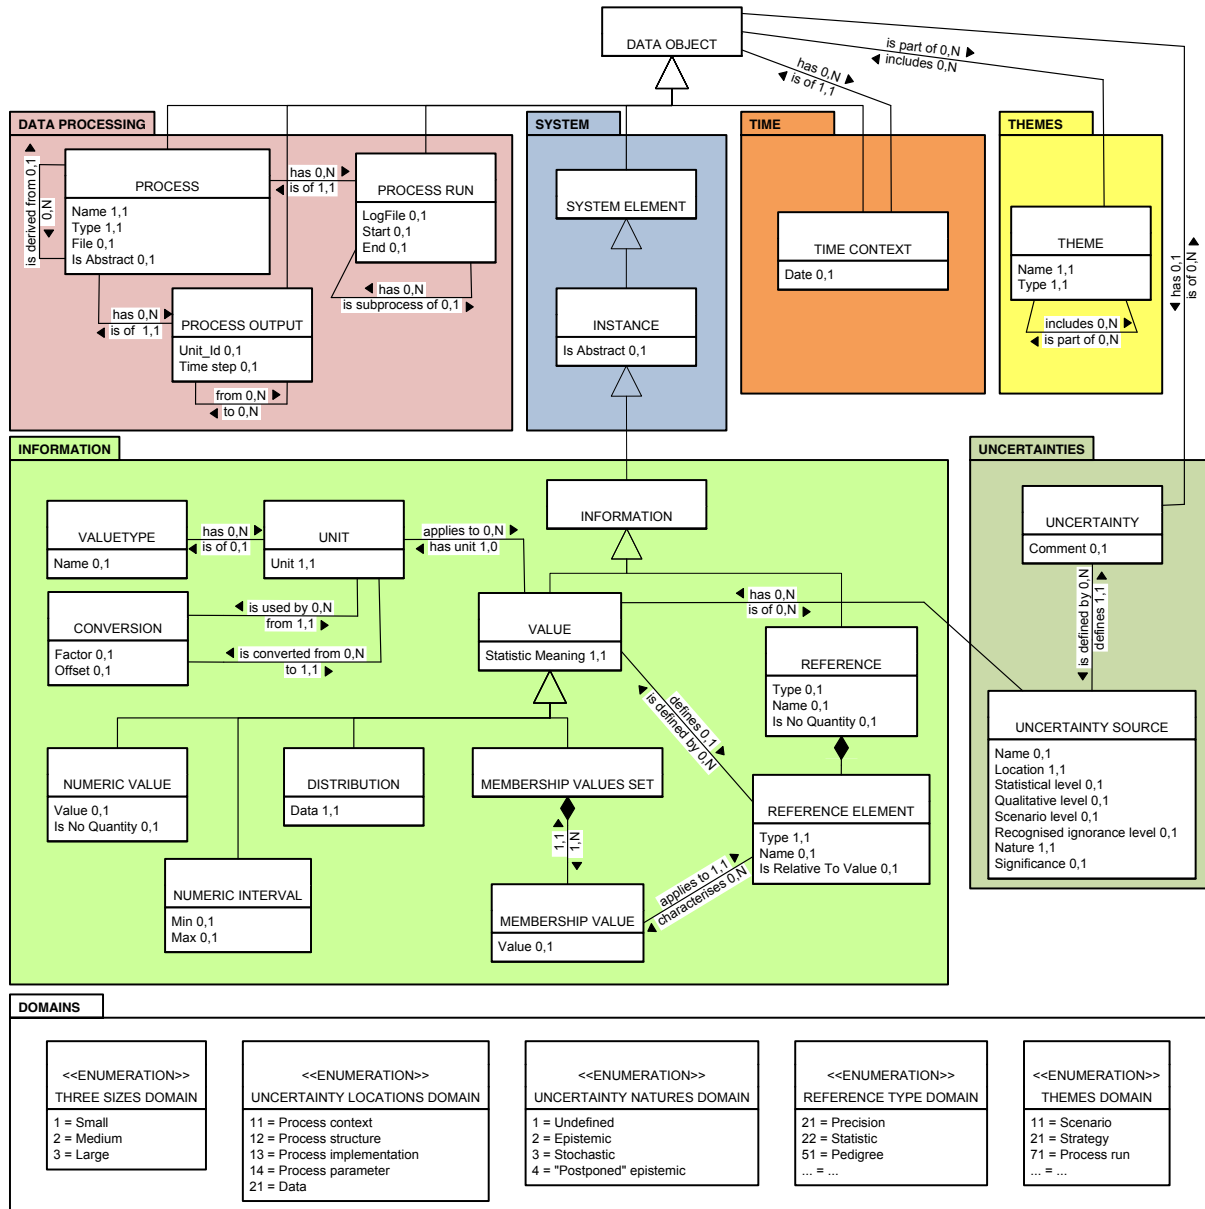 DATA OBJECT
is part of 0,N
includes 0,N
has 0,N
is of 1,1
has 0,1
is of 0,N
DATA PROCESSING
is derived from 0,1
0,N
PROCESS
Name 1,1
Type 1,1
File 0,1
Is Abstract 0,1
has 0,N
is of 1,1
PROCESS RUN
LogFile 0,1
Start 0,1
End 0,1
has 0,N
is subprocess of 0,1
has 0,N
is of 1,1
PROCESS OUTPUT
Unit_Id 0,1
Time step 0,1
from 0,N
to 0,N
SYSTEM
SYSTEM ELEMENT
INSTANCE
Is Abstract 0,1
TIME
TIME CONTEXT
Date 0,1
THEMES
THEME
Name 1,1
Type 1,1
includes 0,N
is part of 0,N
INFORMATION
INFORMATION
VALUETYPE
Name 0,1
has 0,N
is of 0,1
UNIT
Unit 1,1
applies to 0,N
has unit 1,0
CONVERSION
Factor 0,1
Offset 0,1
is used by 0,N
from 1,1
is converted from 0,N
to 1,1
VALUE
Statistic Meaning 1,1
has 0,N
is of 0,N
REFERENCE
Type 0,1
Name 0,1
Is No Quantity 0,1
defines 0,1
is defined by 0,N
NUMERIC VALUE
Value 0,1
Is No Quantity 0,1
DISTRIBUTION
Data 1,1
MEMBERSHIP VALUES SET
1,1
1,N
REFERENCE ELEMENT
Type 1,1
Name 0,1
Is Relative To Value 0,1
applies to 1,1
characterises 0,N
NUMERIC INTERVAL
Min 0,1
Max 0,1
MEMBERSHIP VALUE
Value 0,1
UNCERTAINTIES
UNCERTAINTY
Comment 0,1
is defined by 0,N
defines 1,1
UNCERTAINTY SOURCE
Name 0,1
Location 1,1
Statistical level 0,1
Qualitative level 0,1
Scenario level 0,1
Recognised ignorance level 0,1
Nature 1,1
Significance 0,1
DOMAINS
<<ENUMERATION>>
THREE SIZES DOMAIN
1 = Small
2 = Medium
3 = Large
<<ENUMERATION>>
UNCERTAINTY LOCATIONS DOMAIN
11 = Process context
12 = Process structure
13 = Process implementation
14 = Process parameter
21 = Data
<<ENUMERATION>>
UNCERTAINTY NATURES DOMAIN
1 = Undefined
2 = Epistemic
3 = Stochastic
4 = "Postponed" epistemic
<<ENUMERATION>>
REFERENCE TYPE DOMAIN
21 = Precision
22 = Statistic
51 = Pedigree
... = ...
<<ENUMERATION>>
THEMES DOMAIN
11 = Scenario
21 = Strategy
71 = Process run
... = ...